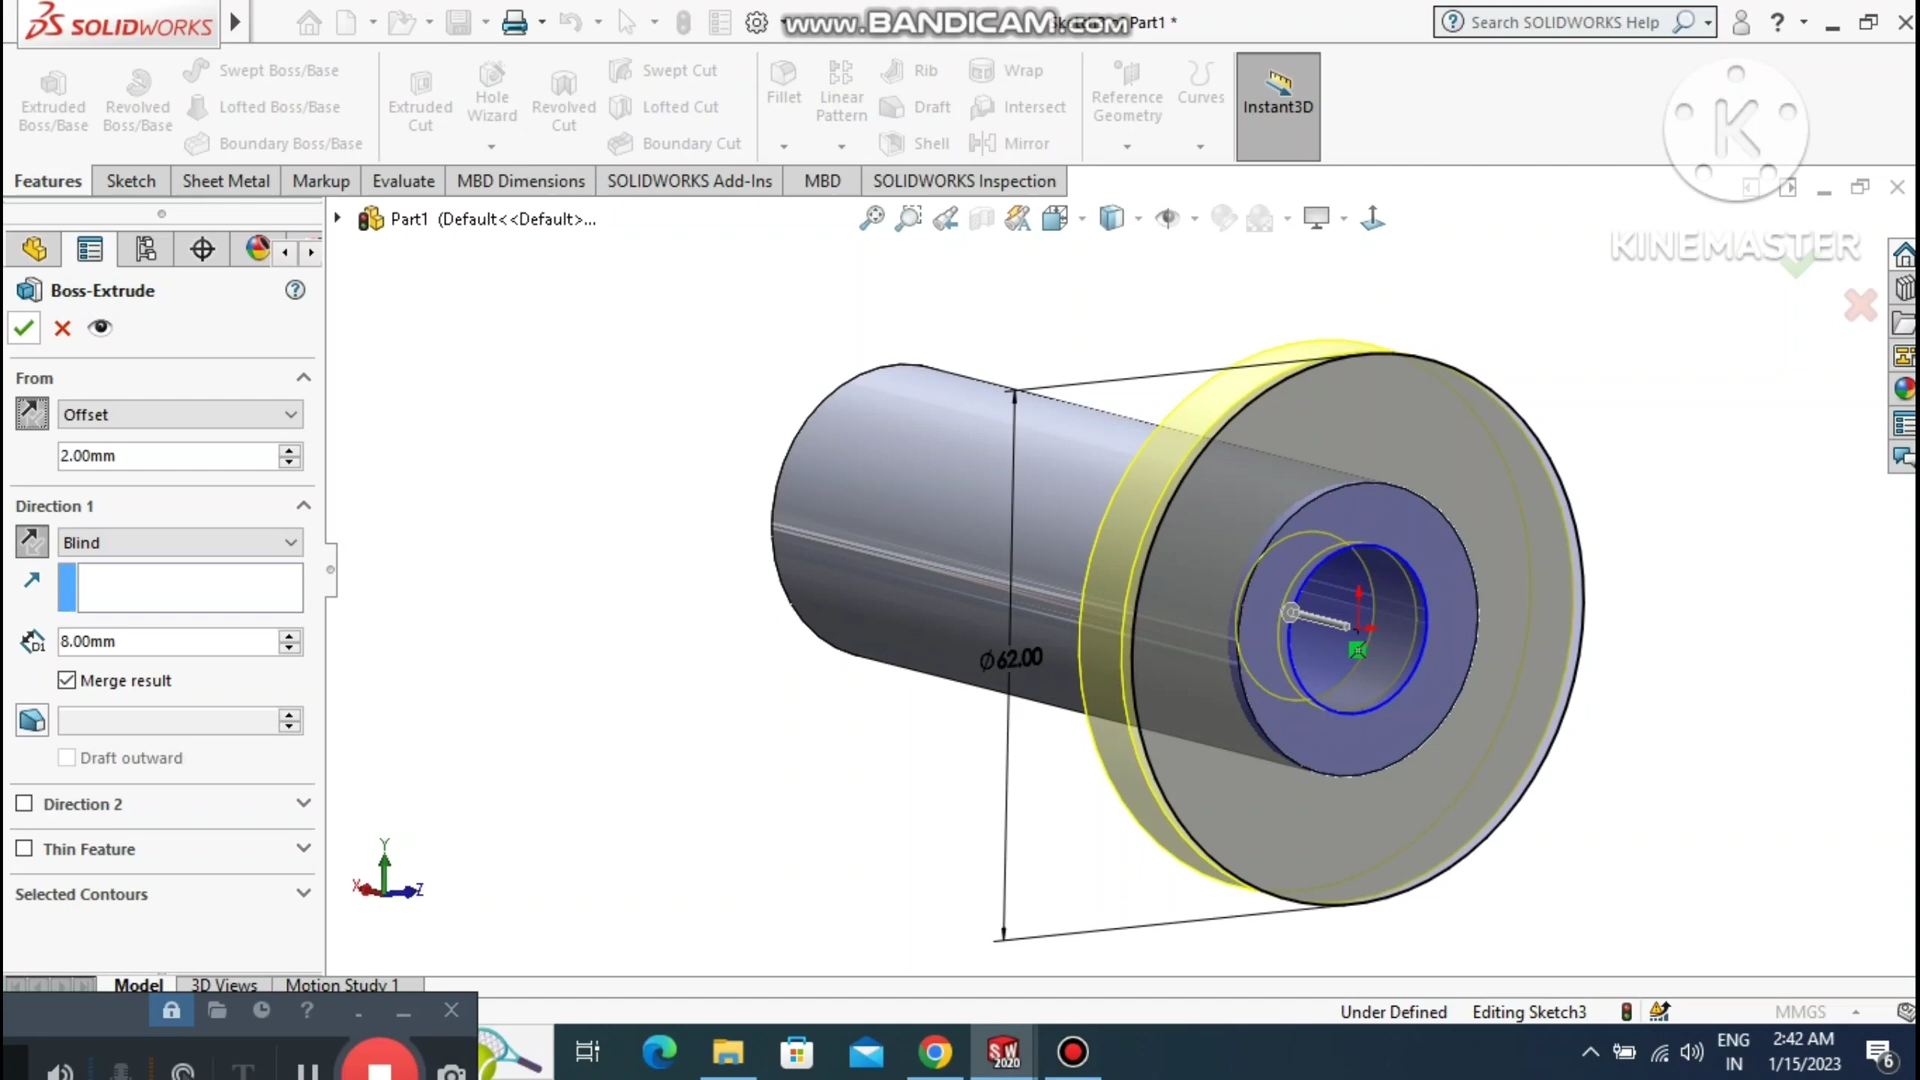 SOLIDWORKS
www.BANDICAM.com
Part1 *
Search SOLIDWORKS Help
Extruded Boss/Base
Revolved Boss/Base
Swept Boss/Base
Lofted Boss/Base
Boundary Boss/Base
Extruded Cut
Hole Wizard
Revolved Cut
Swept Cut
Lofted Cut
Boundary Cut
Fillet
Linear Pattern
Rib
Draft
Shell
Wrap
Intersect
Mirror
Reference Geometry
Curves
Instant3D
K
KINEMASTER
Features
Sketch
Sheet Metal
Markup
Evaluate
MBD Dimensions
SOLIDWORKS Add-Ins
MBD
SOLIDWORKS Inspection
Part1 (Default<<Default>...
Boss-Extrude
From
Offset
2.00mm
Direction 1
Blind
D1
8.00mm
Merge result
Draft outward
Direction 2
Thin Feature
Selected Contours
Ø62.00
Y
X
Z
Model
3D Views
Motion Study 1
Under Defined
Editing Sketch3
MMGS
SW
2020
ENG
IN
2:42 AM
1/15/2023
6